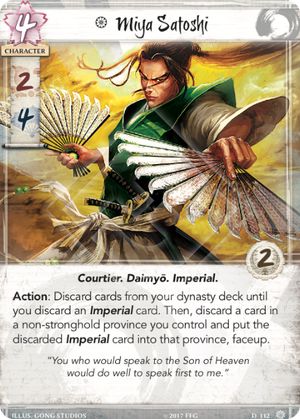 4
Miya Satoshi
CHARACTER
2
4
2
Courtier. Daimyō. Imperial.
Action: Discard cards from your dynasty deck until
you discard an Imperial card. Then, discard a card in
a non-stronghold province you control and put the
discarded Imperial card into that province, faceup.
“You who would speak to the Son of Heaven
would do well to speak first to me.”
ILLUS: GONG STUDIOS © 2017 FFG D 112